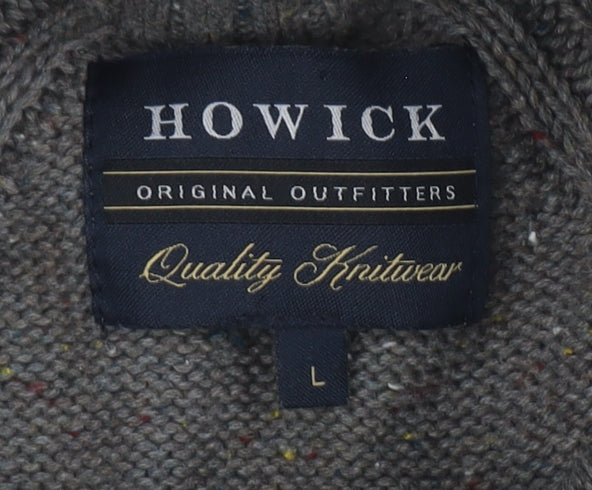 HOWICK
ORIGINAL OUTFITTERS
Quality Knitwear
L